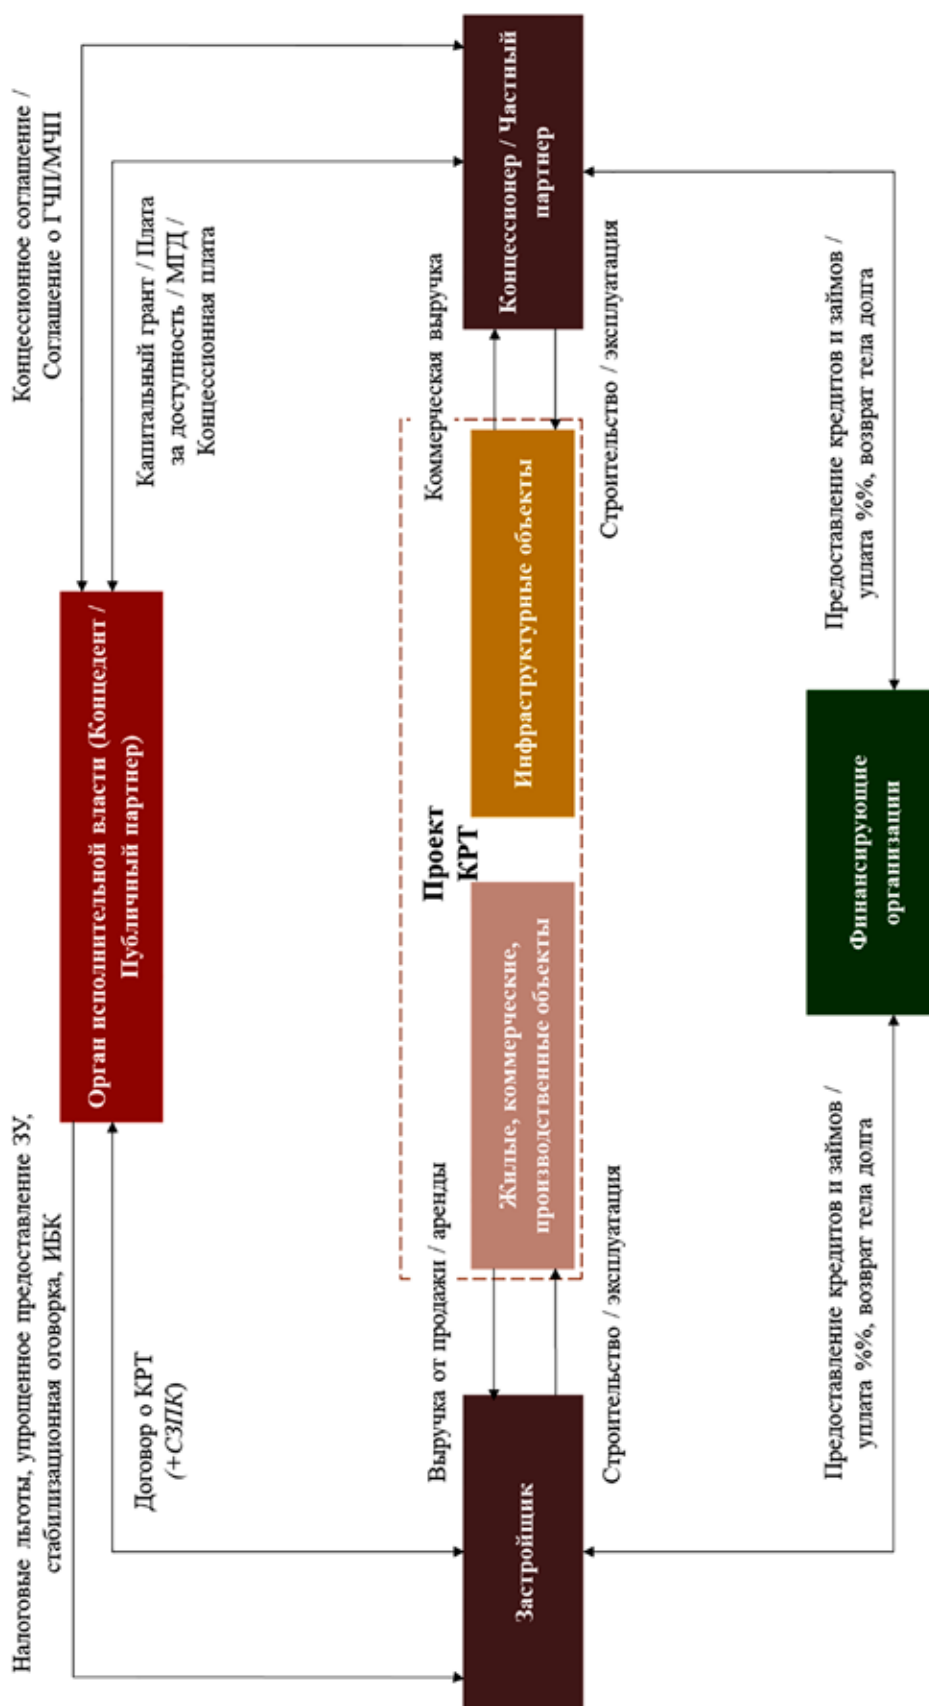 Налоговые льготы, упрощенное предоставление ЗУ,
стабилизационная оговорка, ИБК
Концессионное соглашение /
Соглашение о ГЧП/МЧП
Орган исполнительной власти (Концедент /
Публичный партнер)
Договор о КРТ
(+СЗПК)
Капитальный грант / Плата
за доступность / МГД /
Концессионная плата
Выручка от продажи / аренды
Проект
КРТ
Коммерческая выручка
Застройщик
Жилые, коммерческие,
производственные объекты
Инфраструктурные объекты
Концессионер / Частный
партнер
Строительство / эксплуатация
Строительство / эксплуатация
Предоставление кредитов и займов /
уплата %%, возврат тела долга
Финансирующие
организации
Предоставление кредитов и займов /
уплата %%, возврат тела долга